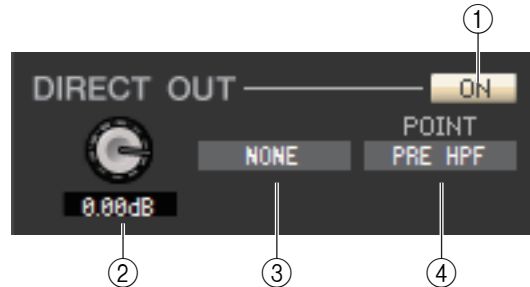 ①
DIRECT OUT ON
POINT
NONE PRE HPF
0.00dB
② ③ ④